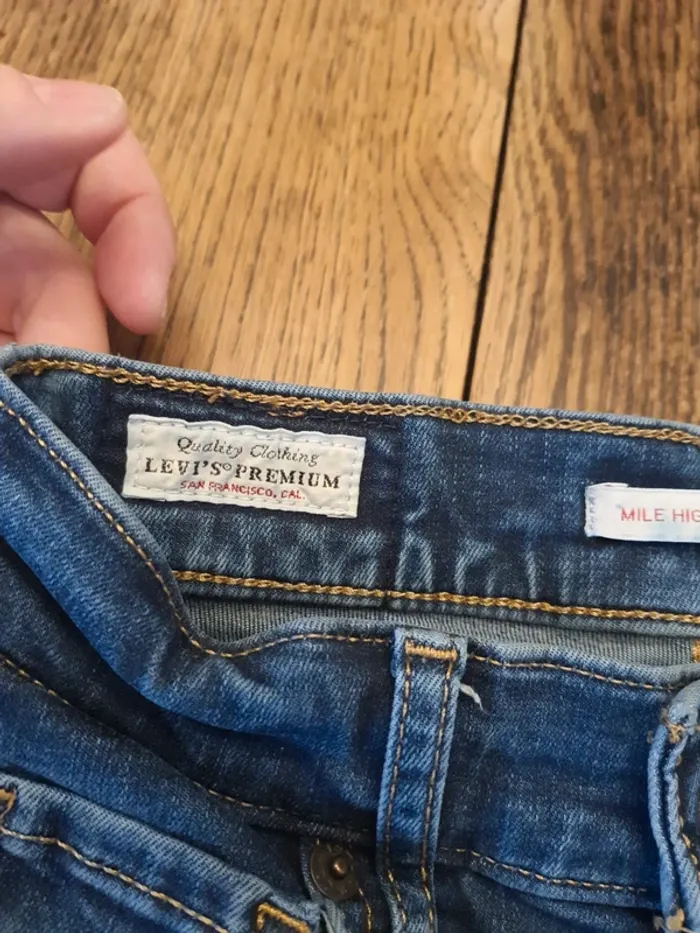 Quality Clothing
LEVI'S® PREMIUM
SAN FRANCISCO, CAL.
MILE HIG